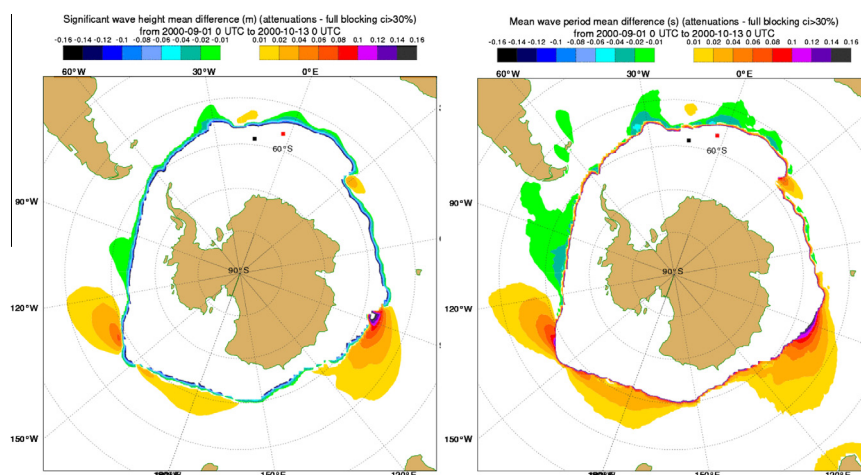 Significant wave height mean difference (m) (attenuations - full blocking ci>30%)
from 2000-09-01 0 UTC to 2000-10-13 0 UTC
-0.16 -0.12 -0.1 -0.08 -0.06 -0.04 -0.02 -0.01 0.01 0.02 0.04 0.06 0.08 0.1 0.12 0.14 0.16
60°W 30°W 0°E
60°S
90°W
90°S
120°W
150°W
150°E 120°E
Mean wave period mean difference (s) (attenuations - full blocking ci>30%)
from 2000-09-01 0 UTC to 2000-10-13 0 UTC
-0.16 -0.12 -0.1 -0.08 -0.06 -0.04 -0.02 -0.01 0.01 0.02 0.04 0.06 0.08 0.1 0.12 0.14 0.16
60°W 30°W 0°E
60°S
90°W
90°S
120°W
150°W
150°E 120°E